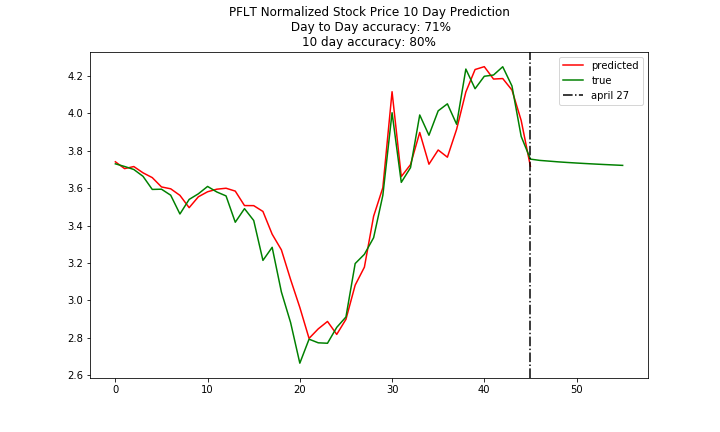 PFLT Normalized Stock Price 10 Day Prediction
Day to Day accuracy: 71%
10 day accuracy: 80%
predicted
true
april 27
4.2
4.0
3.8
3.6
3.4
3.2
3.0
2.8
2.6
0 10 20 30 40 50